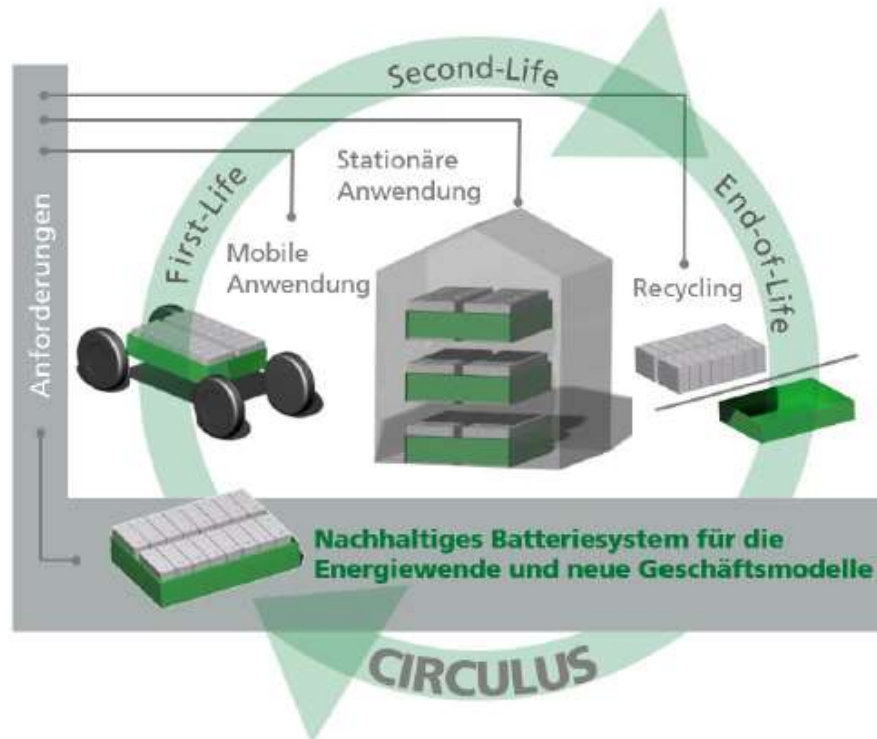 Second-Life
First-Life
End-of-Life
Anforderungen
Stationäre
Anwendung
Mobile
Anwendung
Recycling
Nachhaltiges Batteriesystem für die
Energiewende und neue Geschäftsmodelle
CIRCULUS